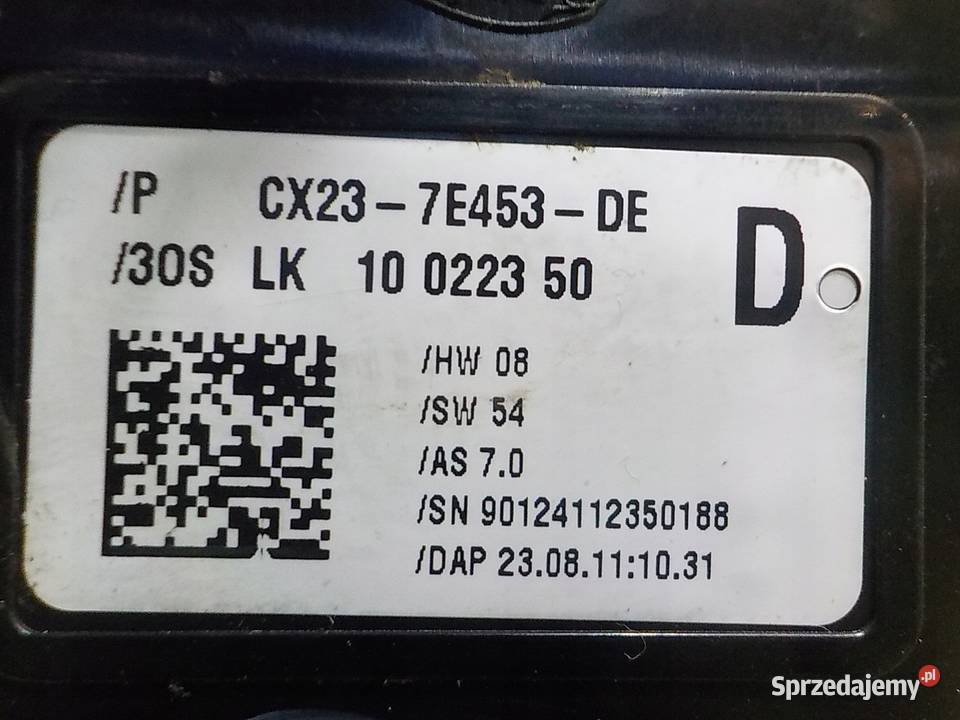 /P CX23-7E453-DE
/30S LK 10 0223 50
D
/HW 08
/SW 54
/AS 7.0
/SN 90124112350188
/DAP 23.08.11:10.31
Sprzedajemy.pl